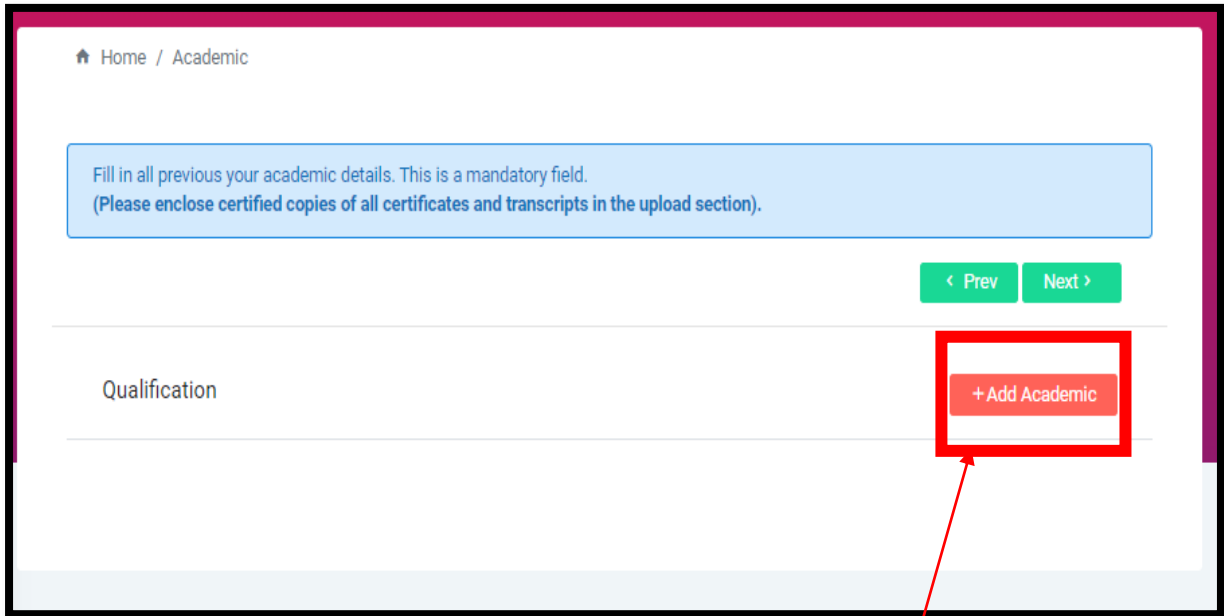 Home / Academic
Fill in all previous your academic details. This is a mandatory field.
(Please enclose certified copies of all certificates and transcripts in the upload section).
‹ Prev Next ›
Qualification
+Add Academic